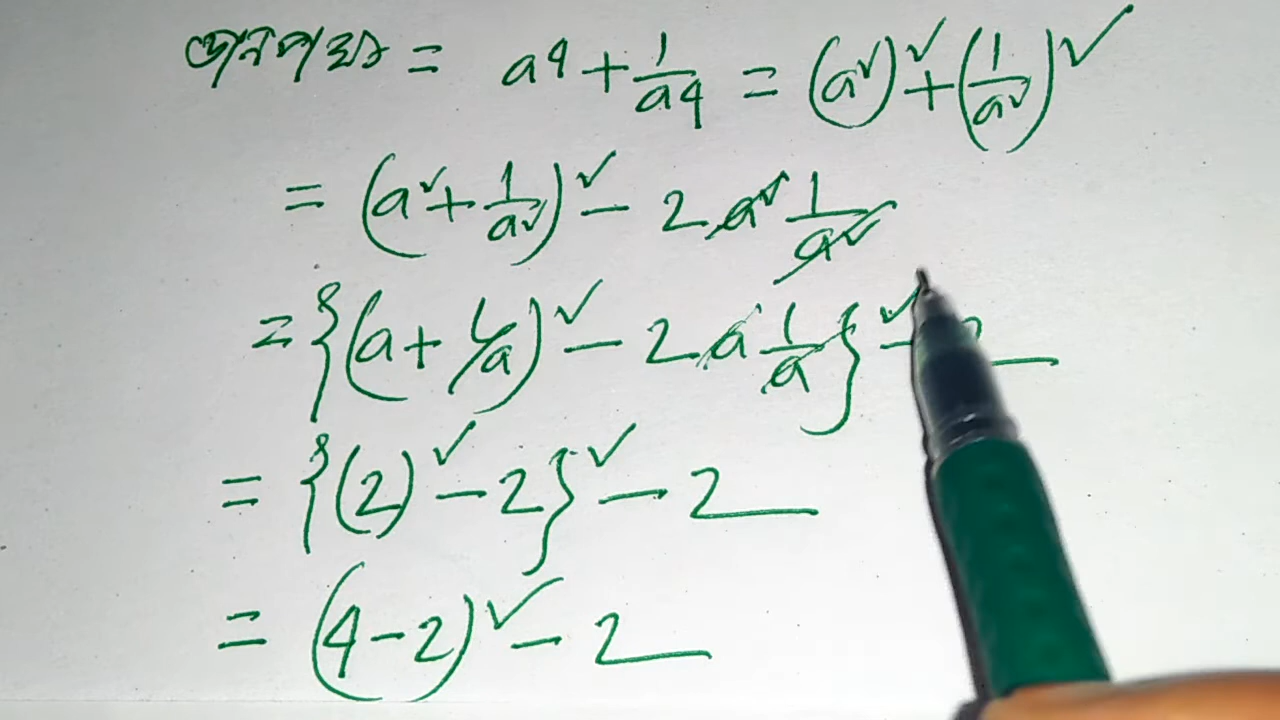 প্রদত্ত রাশি = a⁴ + 1/a⁴ = (a²)² + (1/a²)²
= (a² + 1/a²)² - 2 a² 1/a²
= {(a + 1/a)² - 2 a 1/a}² - 2
= {(2)² - 2}² - 2
= (4 - 2)² - 2